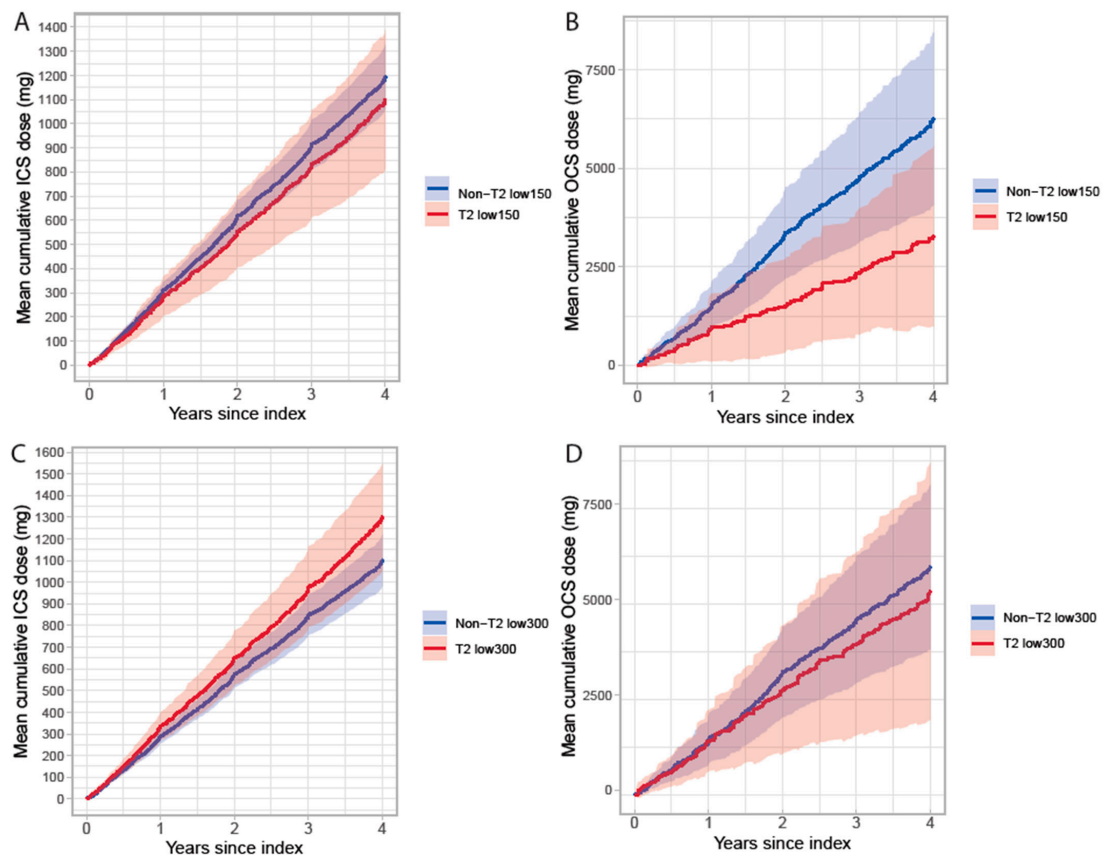 A
Mean cumulative ICS dose (mg)
1400
1300
1200
1100
1000
900
800
700
600
500
400
300
200
100
0
0 1 2 3 4
Years since index
Non-T2 low150
T2 low150
B
Mean cumulative OCS dose (mg)
7500
5000
2500
0
0 1 2 3 4
Years since index
Non-T2 low150
T2 low150
C
Mean cumulative ICS dose (mg)
1600
1500
1400
1300
1200
1100
1000
900
800
700
600
500
400
300
200
100
0
0 1 2 3 4
Years since index
Non-T2 low300
T2 low300
D
Mean cumulative OCS dose (mg)
7500
5000
2500
0
0 1 2 3 4
Years since index
Non-T2 low300
T2 low300